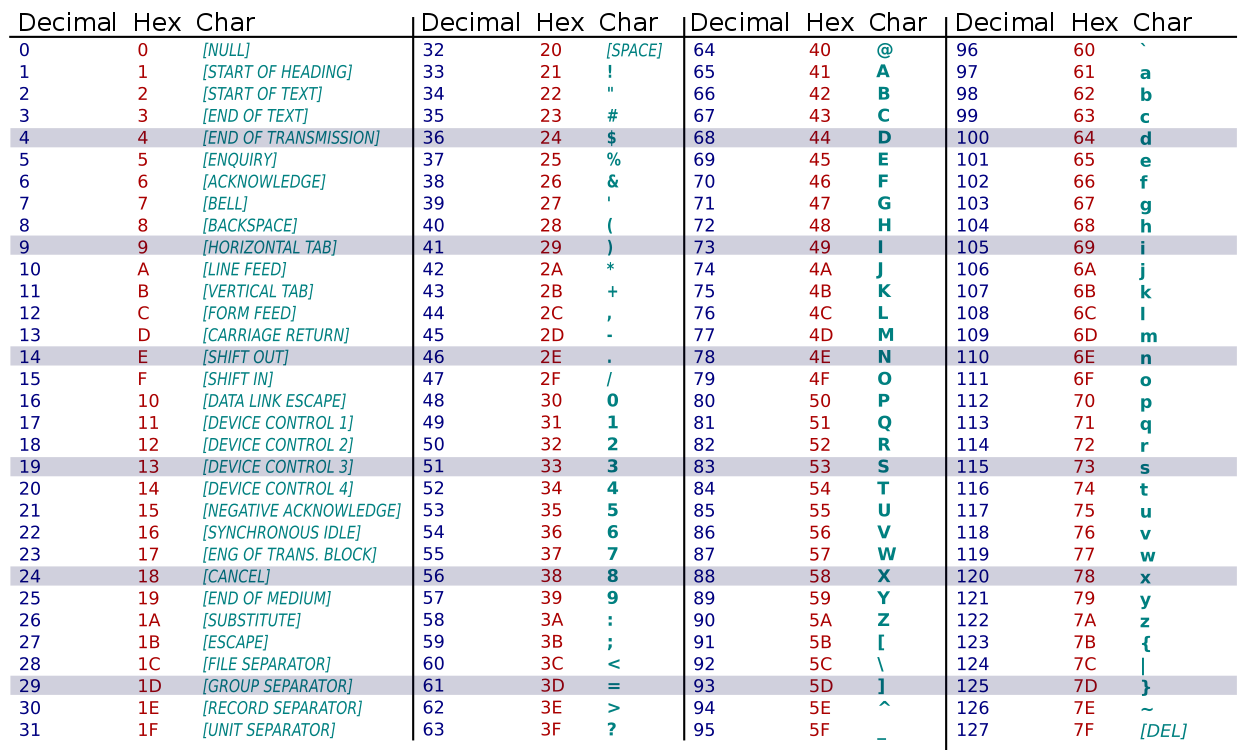 Decimal Hex Char Decimal Hex Char Decimal Hex Char Decimal Hex Char
0 0 [NULL] 32 20 [SPACE] 64 40 @ 96 60 `
1 1 [START OF HEADING] 33 21 ! 65 41 A 97 61 a
2 2 [START OF TEXT] 34 22 " 66 42 B 98 62 b
3 3 [END OF TEXT] 35 23 # 67 43 C 99 63 c
4 4 [END OF TRANSMISSION] 36 24 $ 68 44 D 100 64 d
5 5 [ENQUIRY] 37 25 % 69 45 E 101 65 e
6 6 [ACKNOWLEDGE] 38 26 & 70 46 F 102 66 f
7 7 [BELL] 39 27 ' 71 47 G 103 67 g
8 8 [BACKSPACE] 40 28 ( 72 48 H 104 68 h
9 9 [HORIZONTAL TAB] 41 29 ) 73 49 I 105 69 i
10 A [LINE FEED] 42 2A * 74 4A J 106 6A j
11 B [VERTICAL TAB] 43 2B + 75 4B K 107 6B k
12 C [FORM FEED] 44 2C , 76 4C L 108 6C l
13 D [CARRIAGE RETURN] 45 2D - 77 4D M 109 6D m
14 E [SHIFT OUT] 46 2E . 78 4E N 110 6E n
15 F [SHIFT IN] 47 2F / 79 4F O 111 6F o
16 10 [DATA LINK ESCAPE] 48 30 0 80 50 P 112 70 p
17 11 [DEVICE CONTROL 1] 49 31 1 81 51 Q 113 71 q
18 12 [DEVICE CONTROL 2] 50 32 2 82 52 R 114 72 r
19 13 [DEVICE CONTROL 3] 51 33 3 83 53 S 115 73 s
20 14 [DEVICE CONTROL 4] 52 34 4 84 54 T 116 74 t
21 15 [NEGATIVE ACKNOWLEDGE] 53 35 5 85 55 U 117 75 u
22 16 [SYNCHRONOUS IDLE] 54 36 6 86 56 V 118 76 v
23 17 [ENG OF TRANS. BLOCK] 55 37 7 87 57 W 119 77 w
24 18 [CANCEL] 56 38 8 88 58 X 120 78 x
25 19 [END OF MEDIUM] 57 39 9 89 59 Y 121 79 y
26 1A [SUBSTITUTE] 58 3A : 90 5A Z 122 7A z
27 1B [ESCAPE] 59 3B ; 91 5B [ 123 7B {
28 1C [FILE SEPARATOR] 60 3C < 92 5C \ 124 7C |
29 1D [GROUP SEPARATOR] 61 3D = 93 5D ] 125 7D }
30 1E [RECORD SEPARATOR] 62 3E > 94 5E ^ 126 7E ~
31 1F [UNIT SEPARATOR] 63 3F ? 95 5F _ 127 7F [DEL]